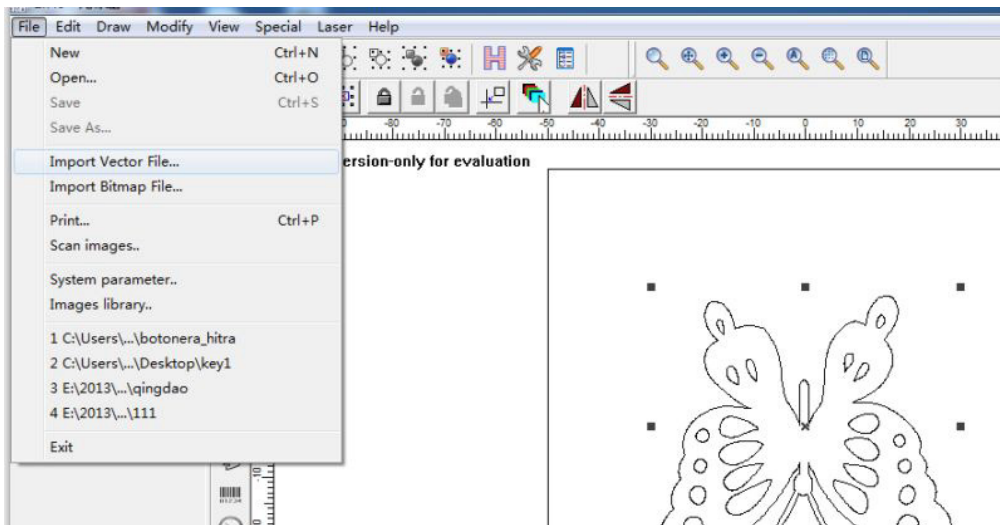 File Edit Draw Modify View Special Laser Help
New Ctrl+N
Open... Ctrl+O
Save Ctrl+S
Save As...
Import Vector File...
Import Bitmap File...
Print... Ctrl+P
Scan images..
System parameter..
Images library..
1 C:\Users\...\botonera_hitra
2 C:\Users\...\Desktop\key1
3 E:\2013\...\qingdao
4 E:\2013\...\111
Exit
-80 -70 -60 -50 -40 -30 -20 -10 0 10 20 30
ersion-only for evaluation